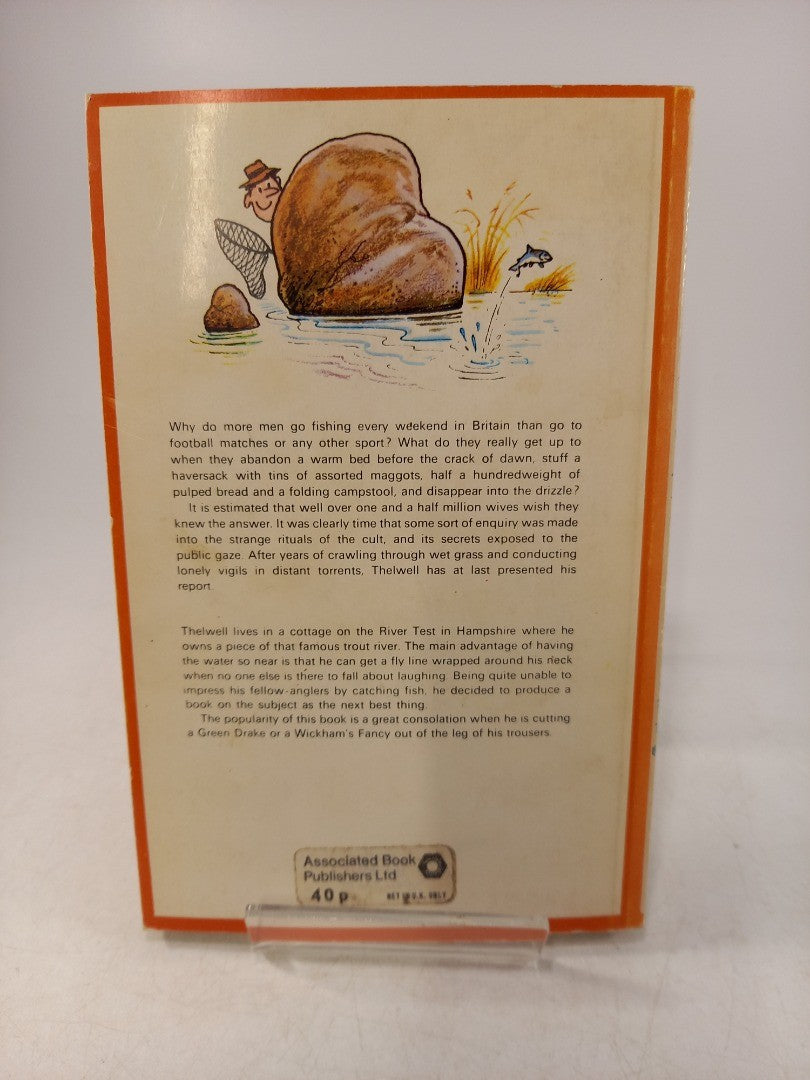 Why do more men go fishing every weekend in Britain than go to
football matches or any other sport? What do they really get up to
when they abandon a warm bed before the crack of dawn, stuff a
haversack with tins of assorted maggots, half a hundredweight of
pulped bread and a folding campstool, and disappear into the drizzle?
It is estimated that well over one and a half million wives wish they
knew the answer. It was clearly time that some sort of enquiry was made
into the strange rituals of the cult, and its secrets exposed to the
public gaze. After years of crawling through wet grass and conducting
lonely vigils in distant torrents, Thelwell has at last presented his
report.
Thelwell lives in a cottage on the River Test in Hampshire where he
owns a piece of that famous trout river. The main advantage of having
the water so near is that he can get a fly line wrapped around his neck
when no one else is there to fall about laughing. Being quite unable to
impress his fellow-anglers by catching fish, he decided to produce a
book on the subject as the next best thing.
The popularity of this book is a great consolation when he is cutting
a Green Drake or a Wickham's Fancy out of the leg of his trousers.
Associated Book
Publishers Ltd
40p
NET U.K. ONLY